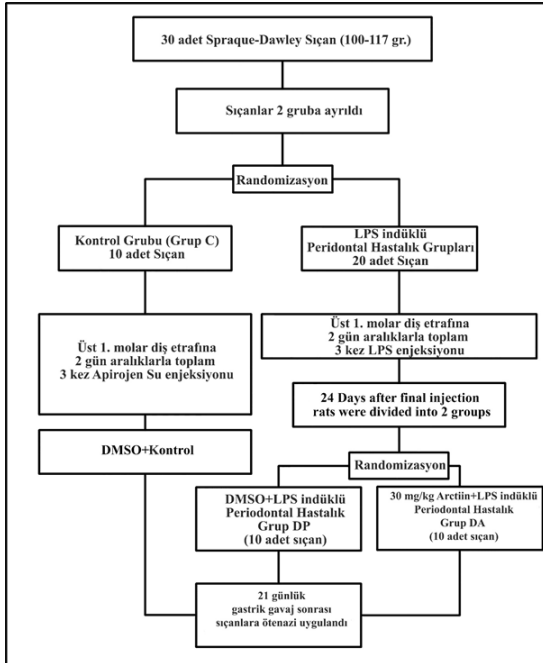 30 adet Spraque-Dawley Sıçan (100-117 gr.)
Sıçanlar 2 gruba ayrıldı
Randomizasyon
Kontrol Grubu (Grup C)
10 adet Sıçan
LPS indüklü
Peridontal Hastalık Grupları
20 adet Sıçan
Üst 1. molar diş etrafına
2 gün aralıklarla toplam
3 kez Apirojen Su enjeksiyonu
Üst 1. molar diş etrafına
2 gün aralıklarla toplam
3 kez LPS enjeksiyonu
24 Days after final injection
rats were divided into 2 groups
DMSO+Kontrol
Randomizasyon
DMSO+LPS indüklü
Periodontal Hastalık
Grup DP
(10 adet sıçan)
30 mg/kg Arctiin+LPS indüklü
Periodontal Hastalık
Grup DA
(10 adet sıçan)
21 günlük
gastrik gavaj sonrası
sıçanlara ötenazi uygulandı